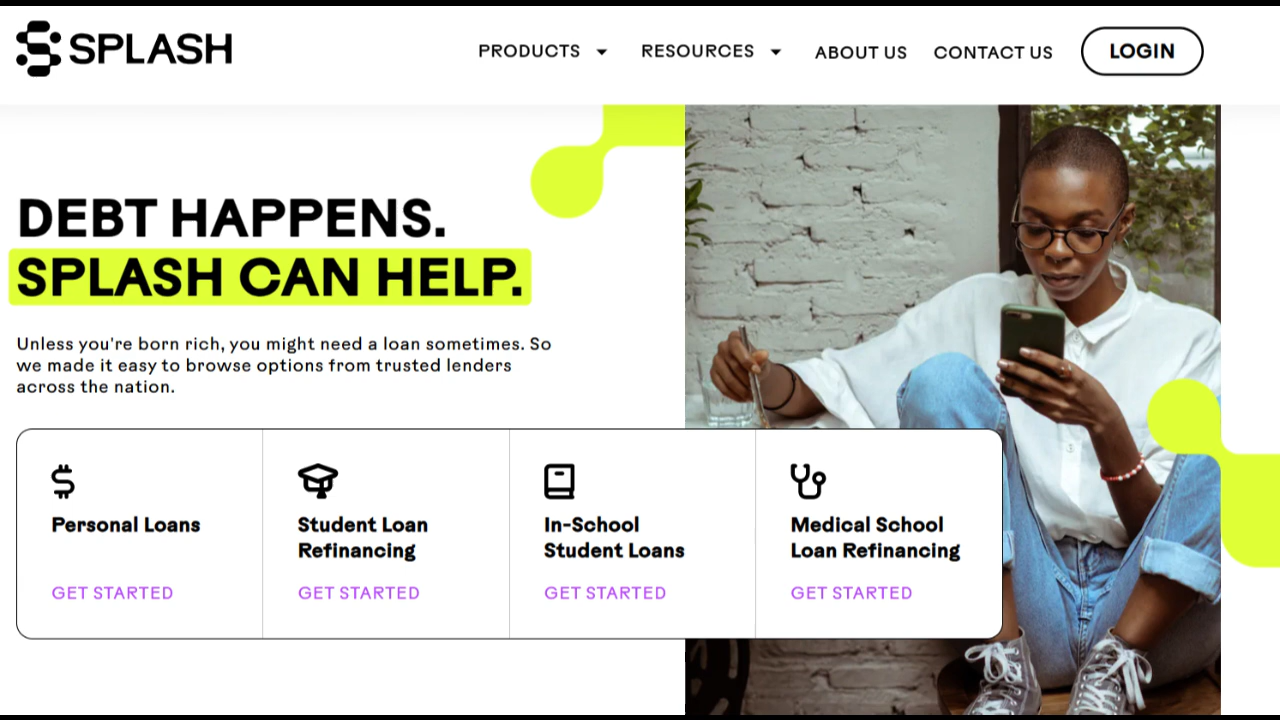 SPLASH
PRODUCTS
RESOURCES
ABOUT US
CONTACT US
LOGIN
DEBT HAPPENS.
SPLASH CAN HELP.
Unless you're born rich, you might need a loan sometimes. So
we made it easy to browse options from trusted lenders
across the nation.
Personal Loans
GET STARTED
Student Loan
Refinancing
GET STARTED
In-School
Student Loans
GET STARTED
Medical School
Loan Refinancing
GET STARTED